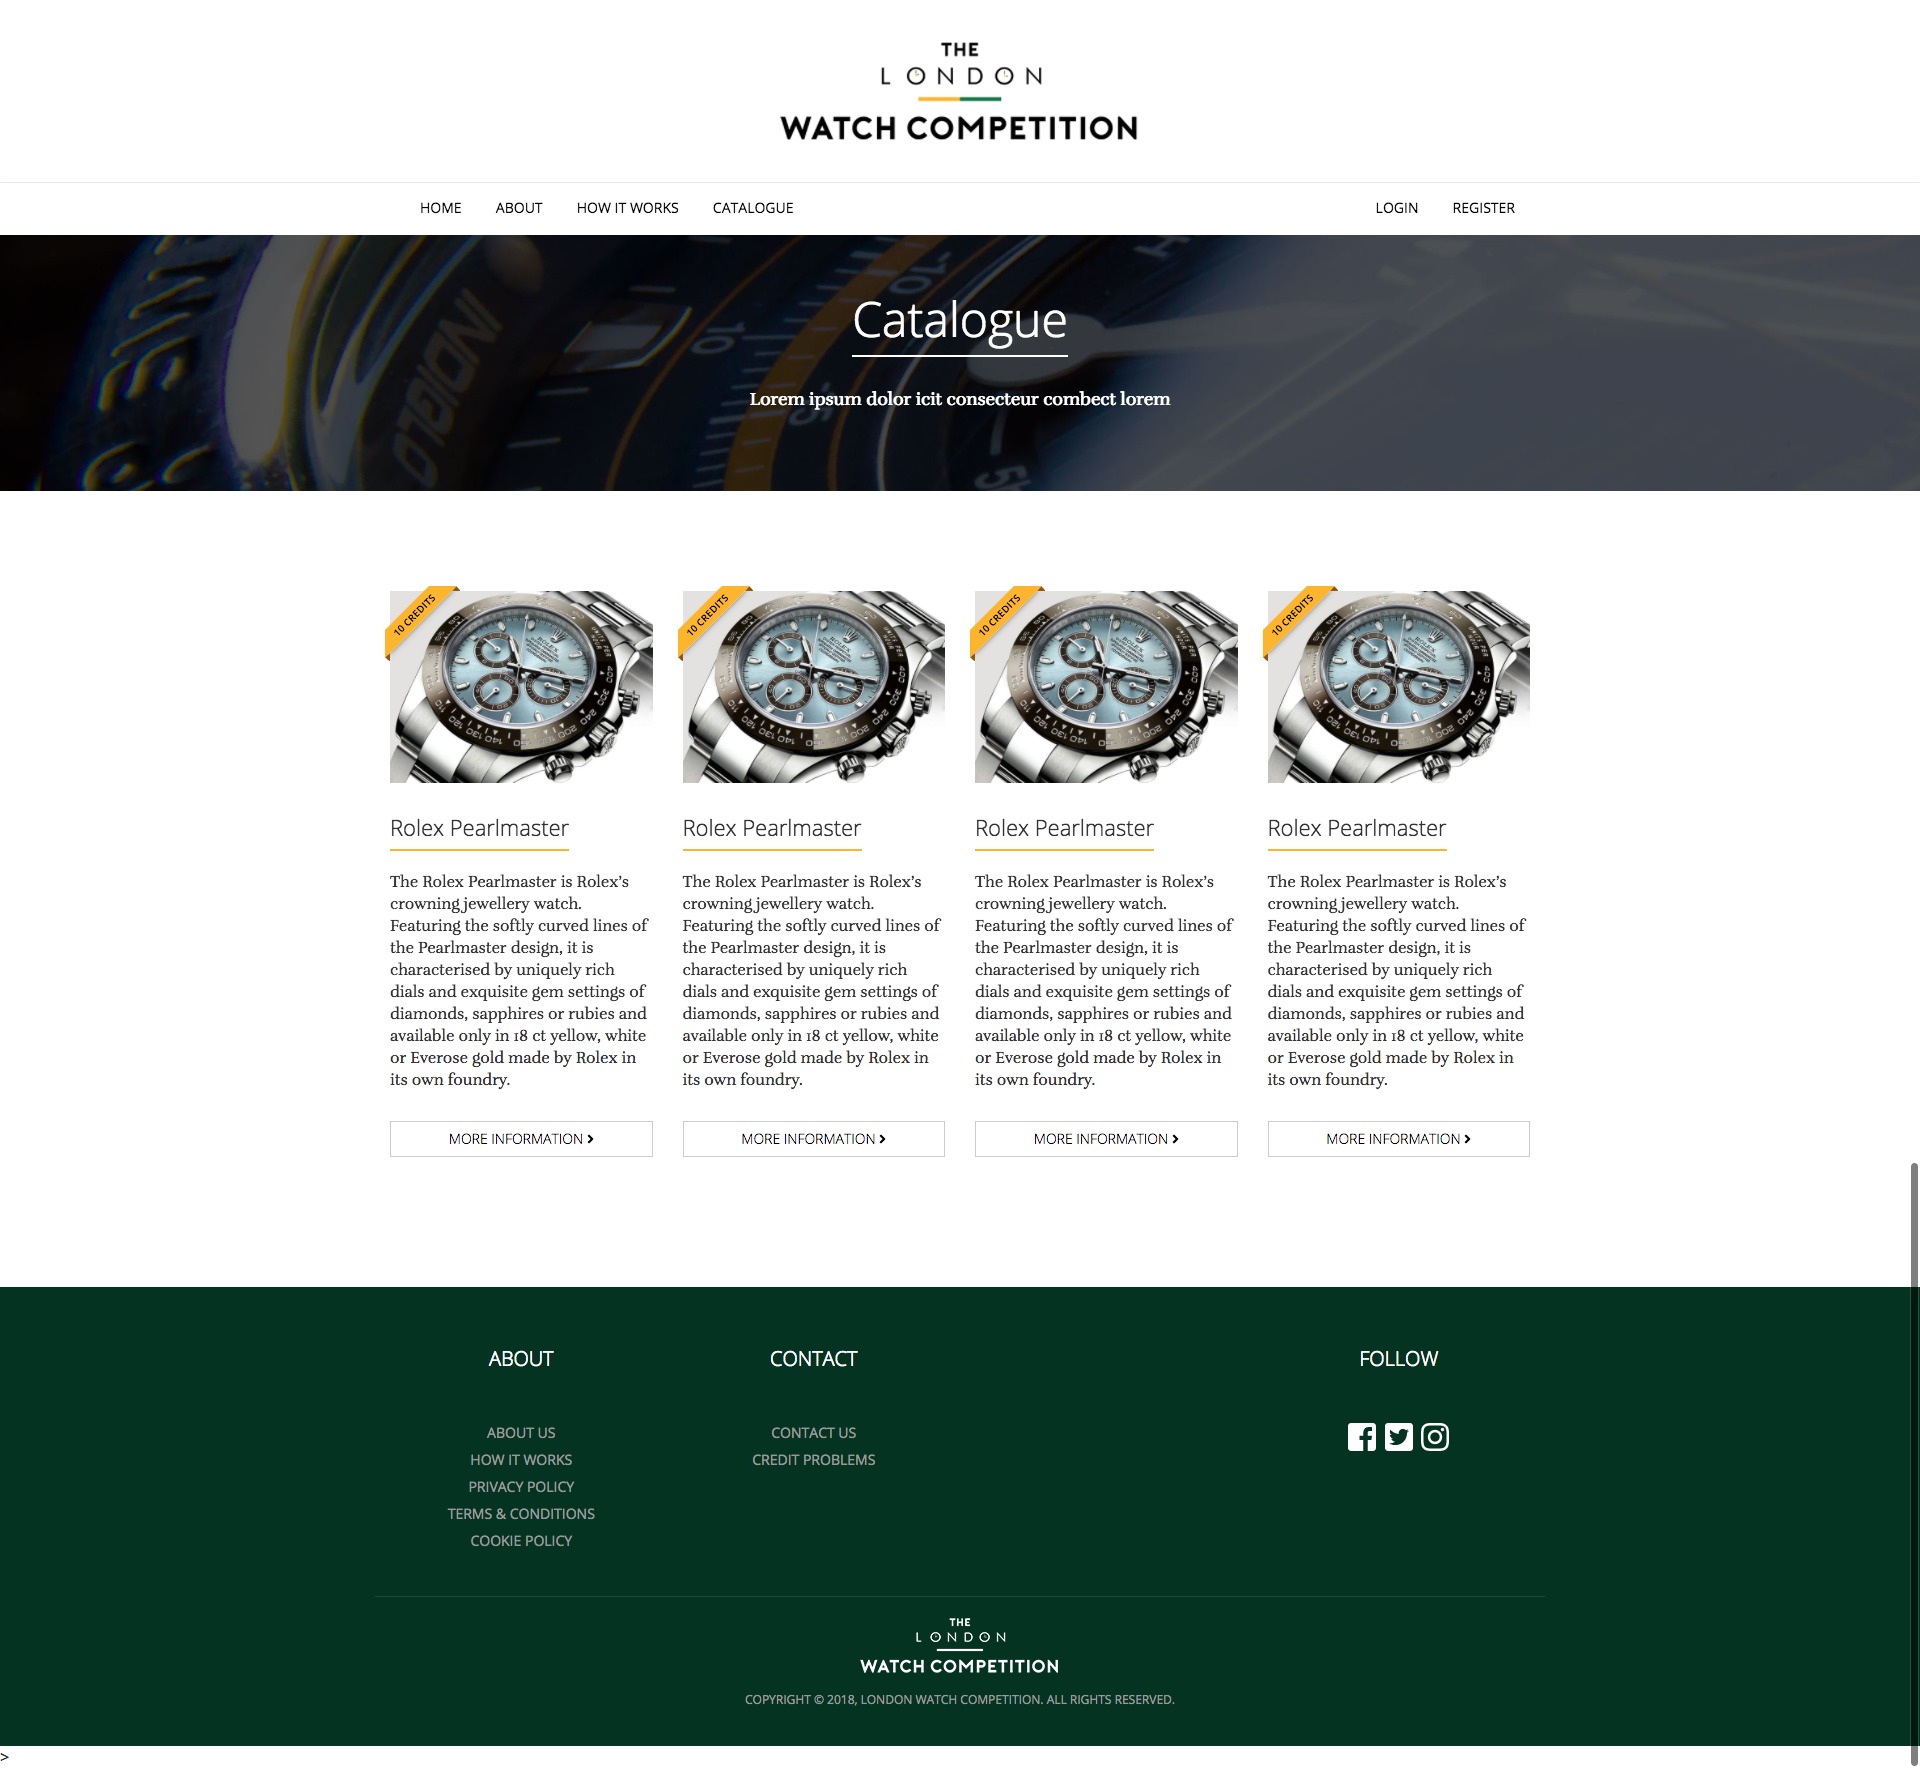 THE
LONDON
WATCH COMPETITION
HOME ABOUT HOW IT WORKS CATALOGUE LOGIN REGISTER
INDIGLO
10
10
5
Catalogue
Lorem ipsum dolor icit consecteur combect lorem
10 CREDITS 10 CREDITS 10 CREDITS 10 CREDITS
Rolex Pearlmaster
The Rolex Pearlmaster is Rolex’s
crowning jewellery watch.
Featuring the softly curved lines of
the Pearlmaster design, it is
characterised by uniquely rich
dials and exquisite gem settings of
diamonds, sapphires or rubies and
available only in 18 ct yellow, white
or Everose gold made by Rolex in
its own foundry.
MORE INFORMATION
Rolex Pearlmaster
The Rolex Pearlmaster is Rolex’s
crowning jewellery watch.
Featuring the softly curved lines of
the Pearlmaster design, it is
characterised by uniquely rich
dials and exquisite gem settings of
diamonds, sapphires or rubies and
available only in 18 ct yellow, white
or Everose gold made by Rolex in
its own foundry.
MORE INFORMATION
Rolex Pearlmaster
The Rolex Pearlmaster is Rolex’s
crowning jewellery watch.
Featuring the softly curved lines of
the Pearlmaster design, it is
characterised by uniquely rich
dials and exquisite gem settings of
diamonds, sapphires or rubies and
available only in 18 ct yellow, white
or Everose gold made by Rolex in
its own foundry.
MORE INFORMATION
Rolex Pearlmaster
The Rolex Pearlmaster is Rolex’s
crowning jewellery watch.
Featuring the softly curved lines of
the Pearlmaster design, it is
characterised by uniquely rich
dials and exquisite gem settings of
diamonds, sapphires or rubies and
available only in 18 ct yellow, white
or Everose gold made by Rolex in
its own foundry.
MORE INFORMATION
ABOUT
ABOUT US
HOW IT WORKS
PRIVACY POLICY
TERMS & CONDITIONS
COOKIE POLICY
CONTACT
CONTACT US
CREDIT PROBLEMS
FOLLOW
THE
LONDON
WATCH COMPETITION
COPYRIGHT © 2018, LONDON WATCH COMPETITION. ALL RIGHTS RESERVED.
>